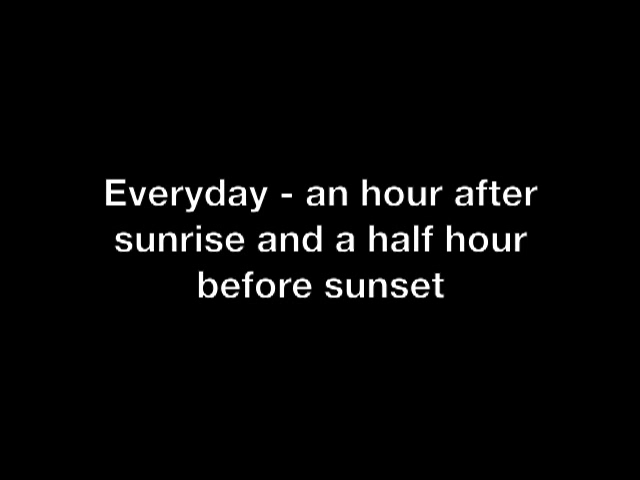 Everyday - an hour after
sunrise and a half hour
before sunset